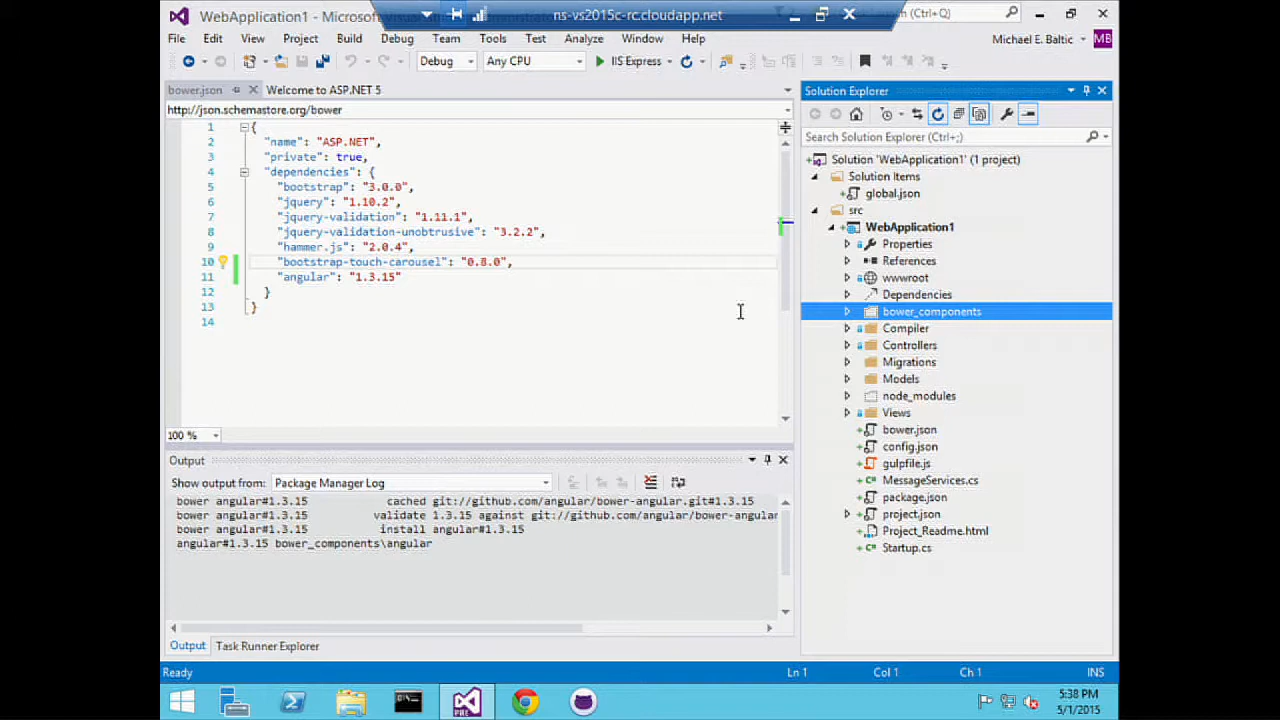 WebApplication1 - Micros
ns-vs2015c-rc.cloudapp.net
(Ctrl+Q)
File Edit View Project Build Debug Team Tools Test Analyze Window Help
Michael E. Baltic MB
Debug Any CPU IIS Express
bower.json Welcome to ASP.NET 5
http://json.schemastore.org/bower
1 {
2 "name": "ASP.NET",
3 "private": true,
4 "dependencies": {
5 "bootstrap": "3.0.0",
6 "jquery": "1.10.2",
7 "jquery-validation": "1.11.1",
8 "jquery-validation-unobtrusive": "3.2.2",
9 "hammer.js": "2.0.4",
10 "bootstrap-touch-carousel": "0.8.0",
11 "angular": "1.3.15"
12 }
13 }
14
100 %
Output
Show output from: Package Manager Log
bower angular#1.3.15 cached git://github.com/angular/bower-angular.git#1.3.15
bower angular#1.3.15 validate 1.3.15 against git://github.com/angular/bower-angular
bower angular#1.3.15 install angular#1.3.15
angular#1.3.15 bower_components\angular
Output Task Runner Explorer
Solution Explorer
Search Solution Explorer (Ctrl+;)
Solution 'WebApplication1' (1 project)
Solution Items
global.json
src
WebApplication1
Properties
References
wwwroot
Dependencies
bower_components
Compiler
Controllers
Migrations
Models
node_modules
Views
bower.json
config.json
gulpfile.js
MessageServices.cs
package.json
project.json
Project_Readme.html
Startup.cs
Ready Ln 1 Col 1 Ch 1 INS
5:38 PM
5/1/2015